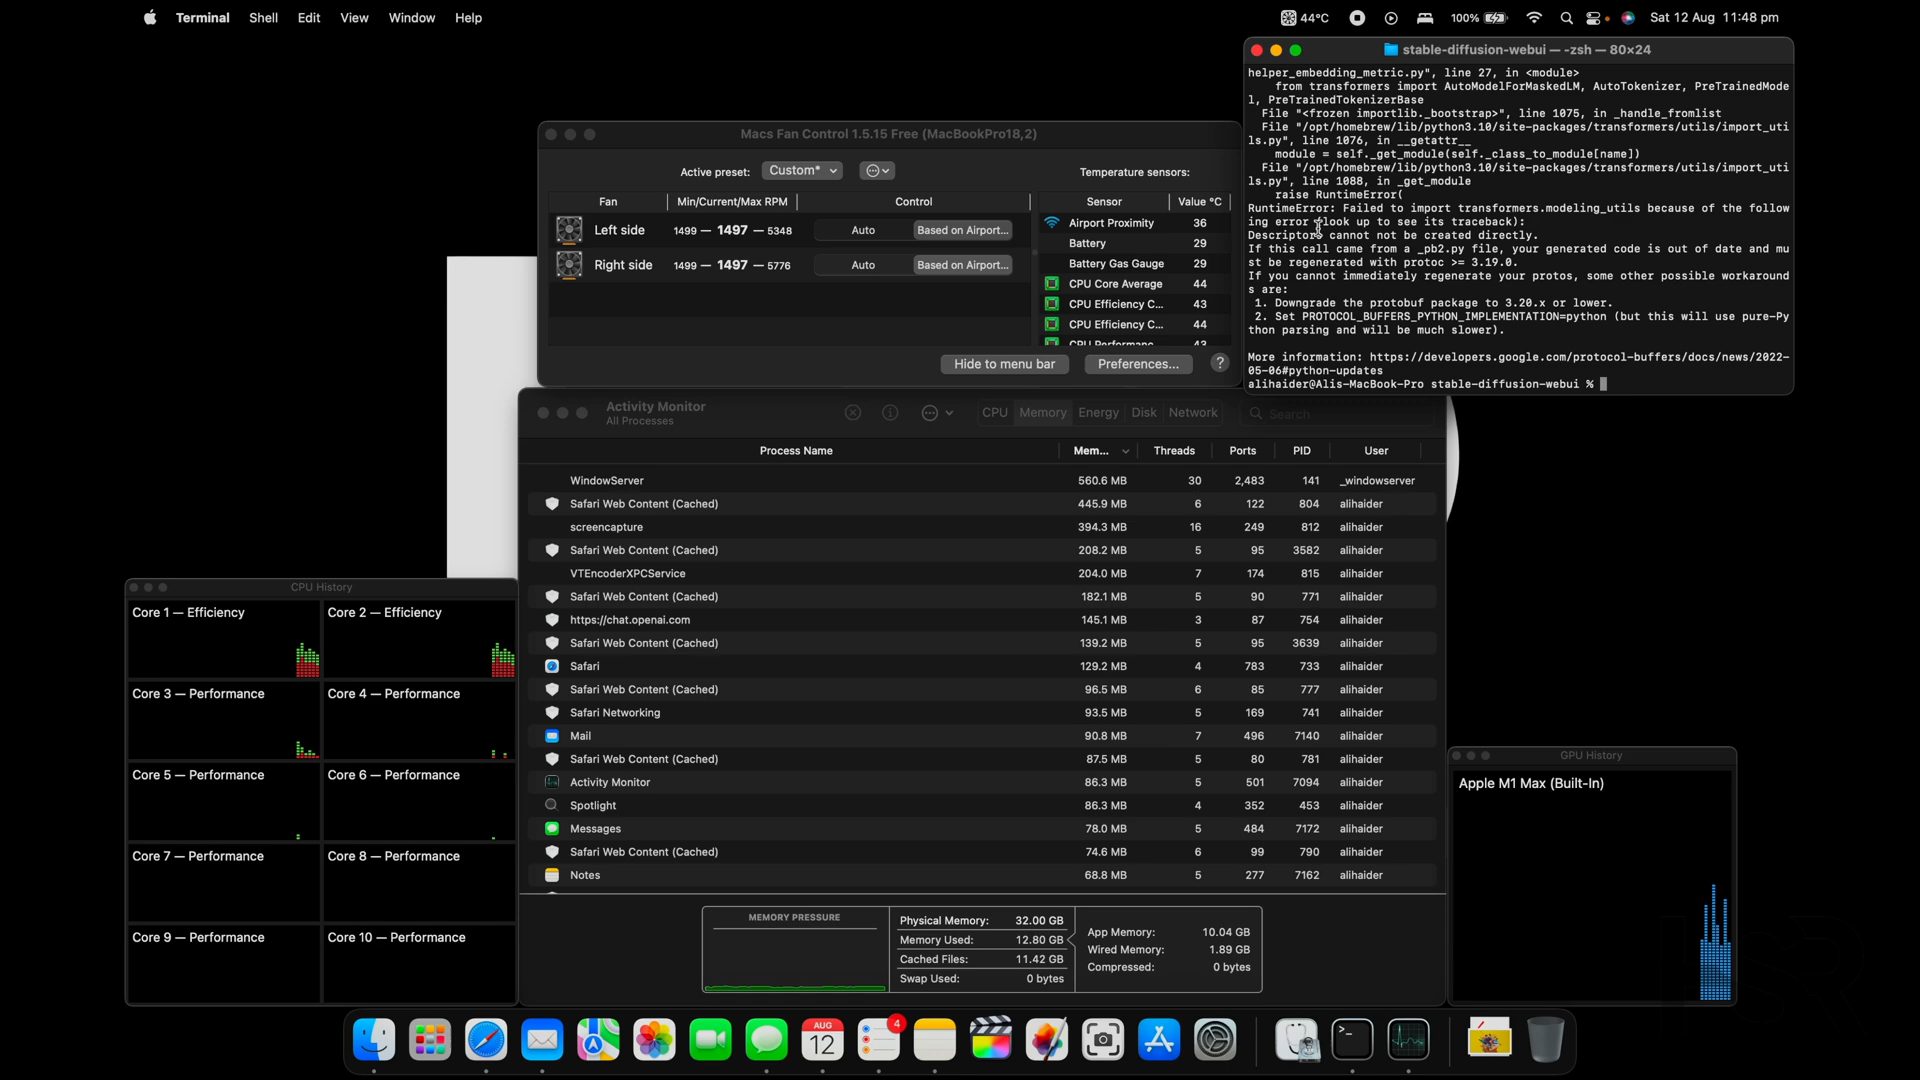 Terminal Shell Edit View Window Help
44°C 100% Sat 12 Aug 11:48 pm
stable-diffusion-webui — -zsh — 80×24
helper_embedding_metric.py", line 27, in <module>
from transformers import AutoModelForMaskedLM, AutoTokenizer, PreTrainedMode
l, PreTrainedTokenizerBase
File "<frozen importlib._bootstrap>", line 1075, in _handle_fromlist
File "/opt/homebrew/lib/python3.10/site-packages/transformers/utils/import_uti
ls.py", line 1076, in __getattr__
module = self._get_module(self._class_to_module[name])
File "/opt/homebrew/lib/python3.10/site-packages/transformers/utils/import_uti
ls.py", line 1088, in _get_module
raise RuntimeError(
RuntimeError: Failed to import transformers.modeling_utils because of the follow
ing error (look up to see its traceback):
Descriptors cannot not be created directly.
If this call came from a _pb2.py file, your generated code is out of date and mu
st be regenerated with protoc >= 3.19.0.
If you cannot immediately regenerate your protos, some other possible workaround
s are:
1. Downgrade the protobuf package to 3.20.x or lower.
2. Set PROTOCOL_BUFFERS_PYTHON_IMPLEMENTATION=python (but this will use pure-Py
thon parsing and will be much slower).
More information: https://developers.google.com/protocol-buffers/docs/news/2022-
05-06#python-updates
alihaider@Alis-MacBook-Pro stable-diffusion-webui %
Macs Fan Control 1.5.15 Free (MacBookPro18,2)
Active preset: Custom*
Temperature sensors:
Fan Min/Current/Max RPM Control
Left side 1499 — 1497 — 5348 Auto Based on Airport...
Right side 1499 — 1497 — 5776 Auto Based on Airport...
Sensor Value °C
Airport Proximity 36
Battery 29
Battery Gas Gauge 29
CPU Core Average 44
CPU Efficiency C... 43
CPU Efficiency C... 44
CPU Performanc... 43
Hide to menu bar Preferences... ?
Activity Monitor
All Processes
CPU Memory Energy Disk Network Search
Process Name Mem... Threads Ports PID User
WindowServer 560.6 MB 30 2,483 141 _windowserver
Safari Web Content (Cached) 445.9 MB 6 122 804 alihaider
screencapture 394.3 MB 16 249 812 alihaider
Safari Web Content (Cached) 208.2 MB 5 95 3582 alihaider
VTEncoderXPCService 204.0 MB 7 174 815 alihaider
Safari Web Content (Cached) 182.1 MB 5 90 771 alihaider
https://chat.openai.com 145.1 MB 3 87 754 alihaider
Safari Web Content (Cached) 139.2 MB 5 95 3639 alihaider
Safari 129.2 MB 4 783 733 alihaider
Safari Web Content (Cached) 96.5 MB 6 85 777 alihaider
Safari Networking 93.5 MB 5 169 741 alihaider
Mail 90.8 MB 7 496 7140 alihaider
Safari Web Content (Cached) 87.5 MB 5 80 781 alihaider
Activity Monitor 86.3 MB 5 501 7094 alihaider
Spotlight 86.3 MB 4 352 453 alihaider
Messages 78.0 MB 5 484 7172 alihaider
Safari Web Content (Cached) 74.6 MB 6 99 790 alihaider
Notes 68.8 MB 5 277 7162 alihaider
MEMORY PRESSURE
Physical Memory: 32.00 GB
Memory Used: 12.80 GB
Cached Files: 11.42 GB
Swap Used: 0 bytes
App Memory: 10.04 GB
Wired Memory: 1.89 GB
Compressed: 0 bytes
CPU History
Core 1 — Efficiency Core 2 — Efficiency
Core 3 — Performance Core 4 — Performance
Core 5 — Performance Core 6 — Performance
Core 7 — Performance Core 8 — Performance
Core 9 — Performance Core 10 — Performance
GPU History
Apple M1 Max (Built-In)
AUG
12
4